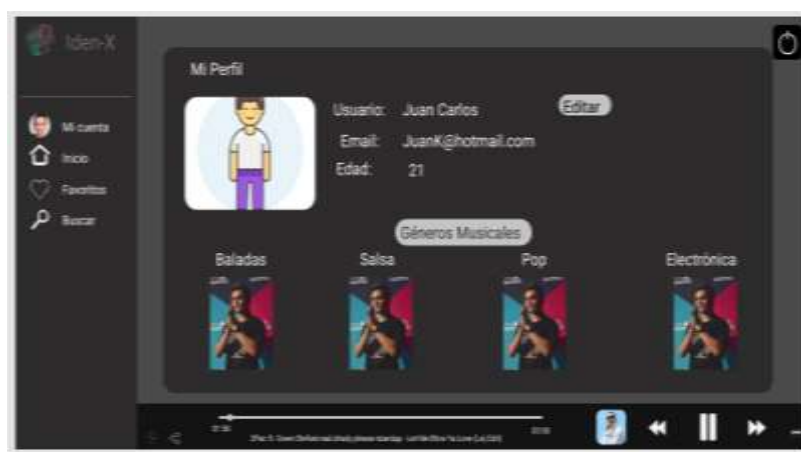 Iden-X
Mi Perfil
Usuario: Juan Carlos
Editar
Mi cuenta
Email: JuanK@hotmail.com
Inicio
Edad: 21
Favoritos
Buscar
Géneros Musicales
Baladas
Salsa
Pop
Electrónica